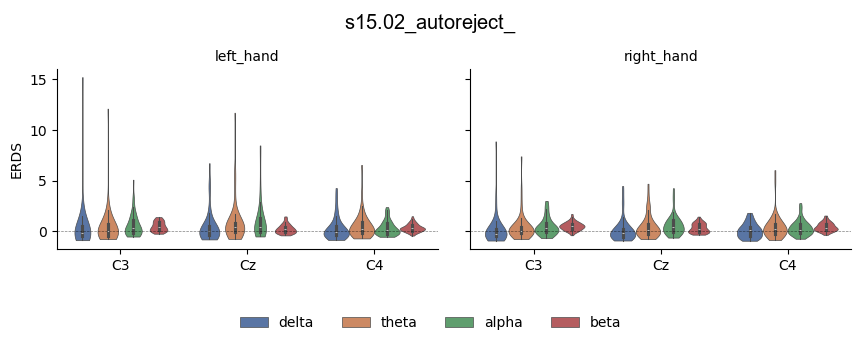 s15.02_autoreject_
left_hand
right_hand
ERDS
15
10
5
0
C3
Cz
C4
C3
Cz
C4
delta
theta
alpha
beta